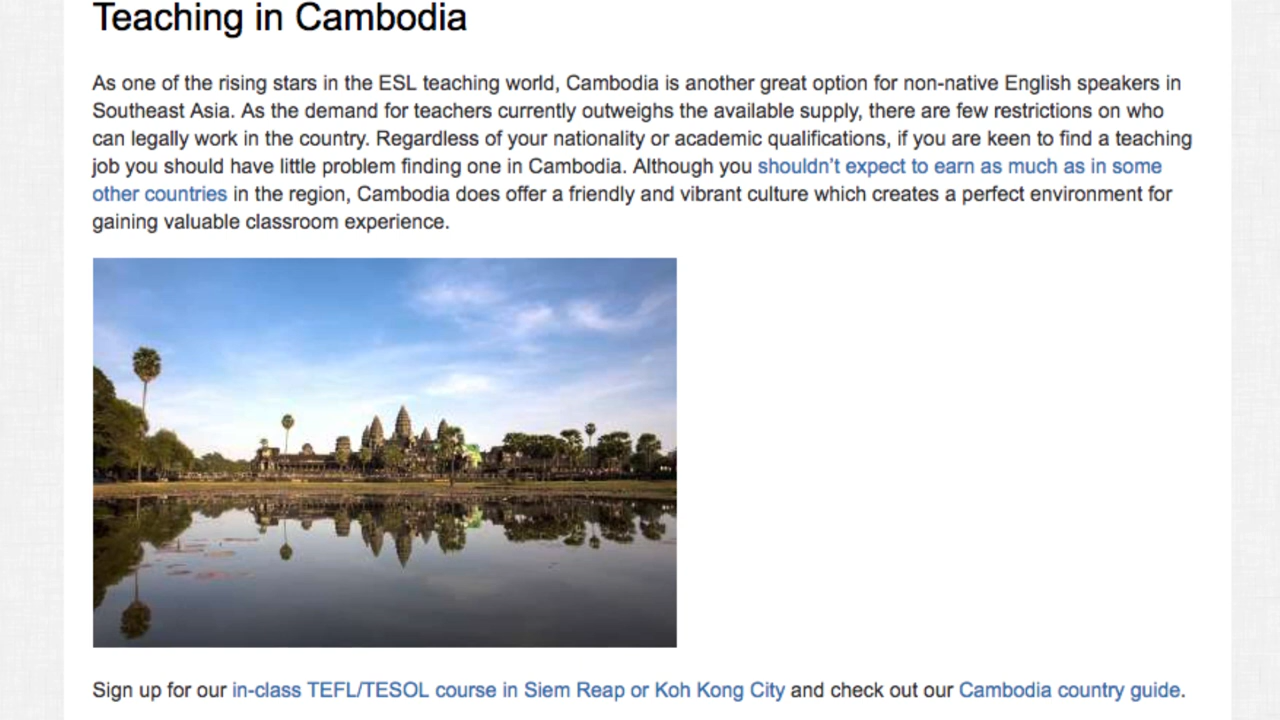 Teaching in Cambodia
As one of the rising stars in the ESL teaching world, Cambodia is another great option for non-native English speakers in
Southeast Asia. As the demand for teachers currently outweighs the available supply, there are few restrictions on who
can legally work in the country. Regardless of your nationality or academic qualifications, if you are keen to find a teaching
job you should have little problem finding one in Cambodia. Although you shouldn’t expect to earn as much as in some
other countries in the region, Cambodia does offer a friendly and vibrant culture which creates a perfect environment for
gaining valuable classroom experience.
Sign up for our in-class TEFL/TESOL course in Siem Reap or Koh Kong City and check out our Cambodia country guide.